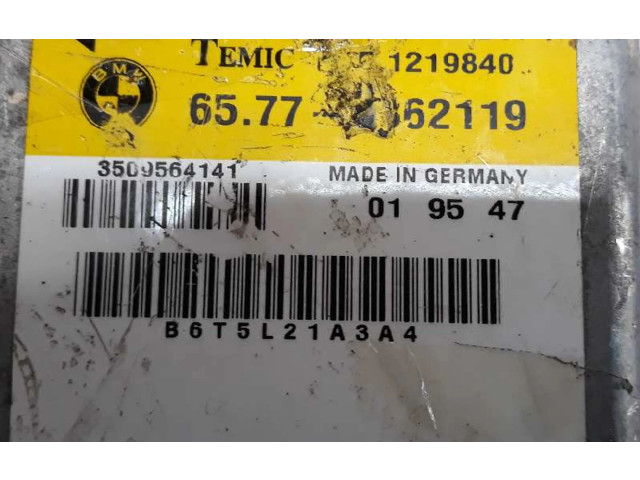 BMW
TEMIC 1219840
65.77 62119
3509564141 MADE IN GERMANY
01 95 47
B6T5L21A3A4